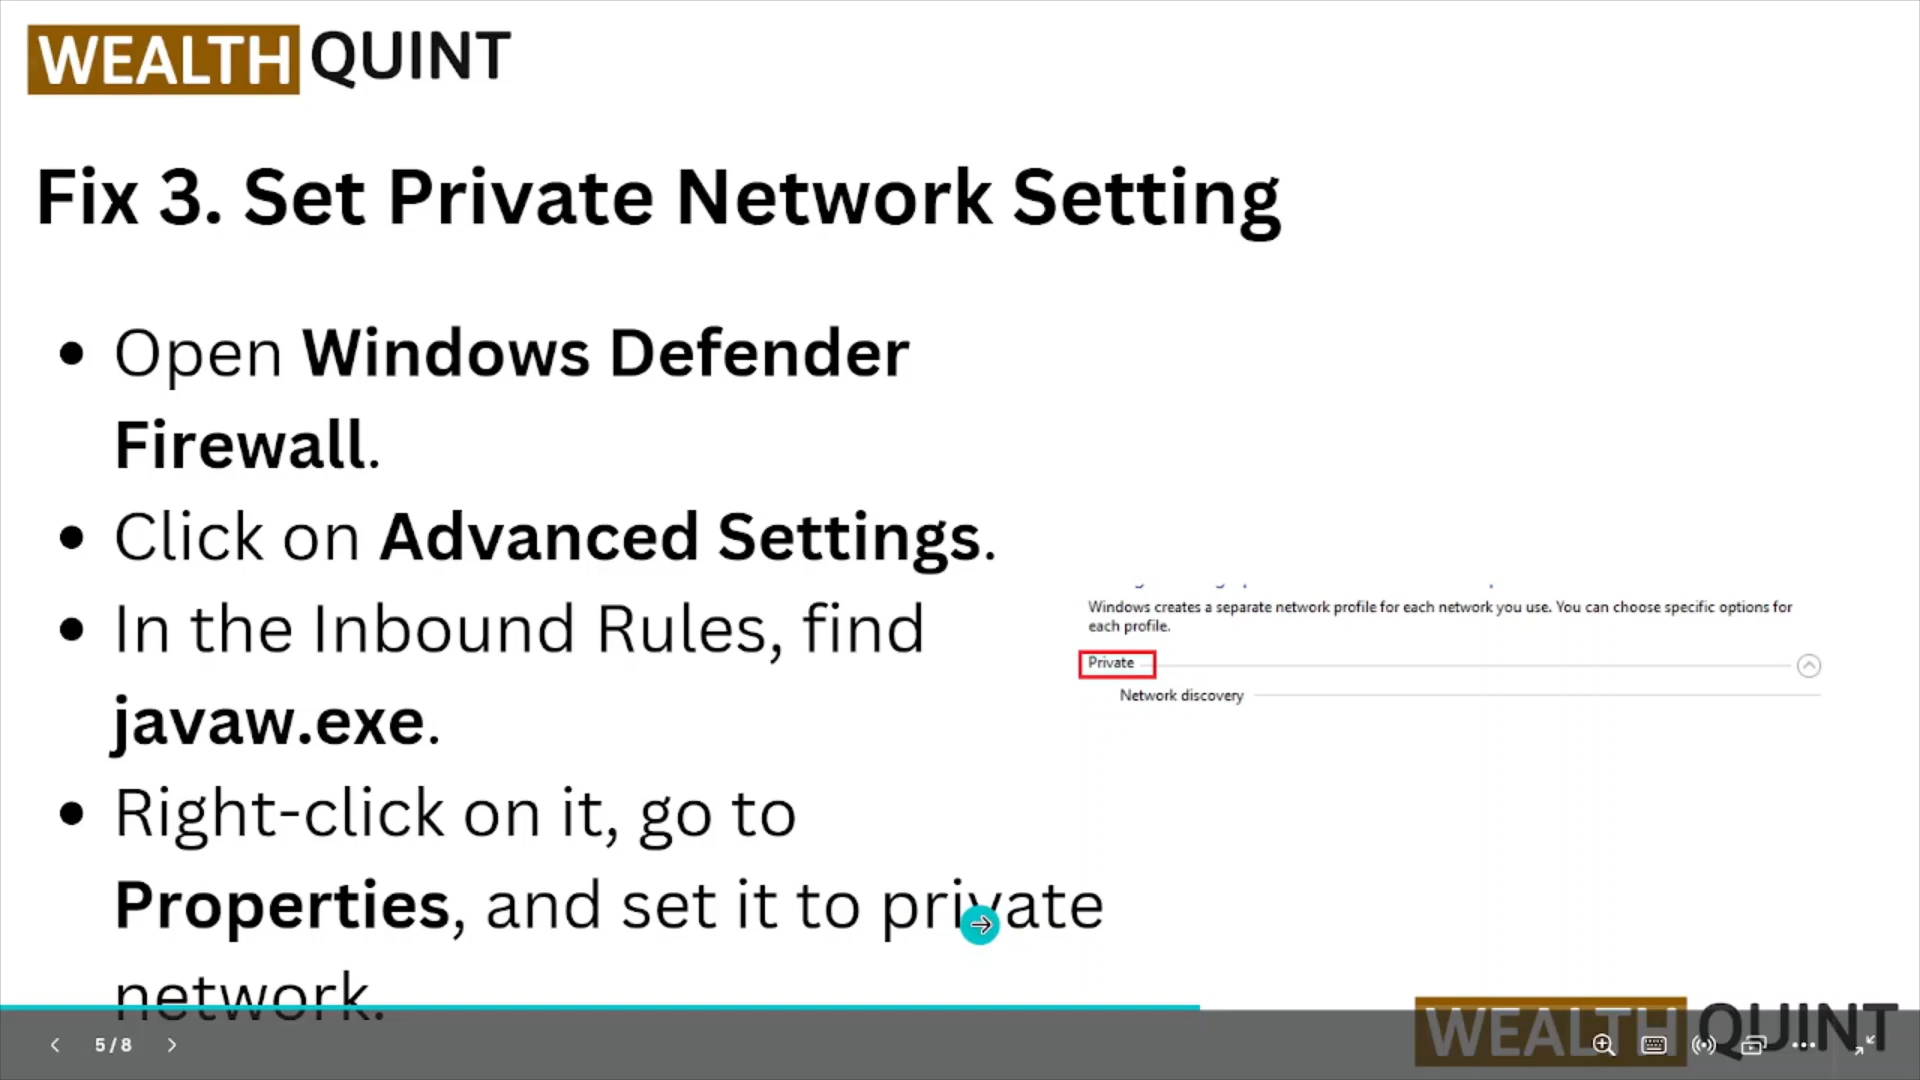 WEALTH QUINT
Fix 3. Set Private Network Setting
• Open Windows Defender
Firewall.
• Click on Advanced Settings.
• In the Inbound Rules, find
javaw.exe.
• Right-click on it, go to
Properties, and set it to private
network.
Windows creates a separate network profile for each network you use. You can choose specific options for
each profile.
Private
Network discovery
WEALTH QUINT
5 / 8